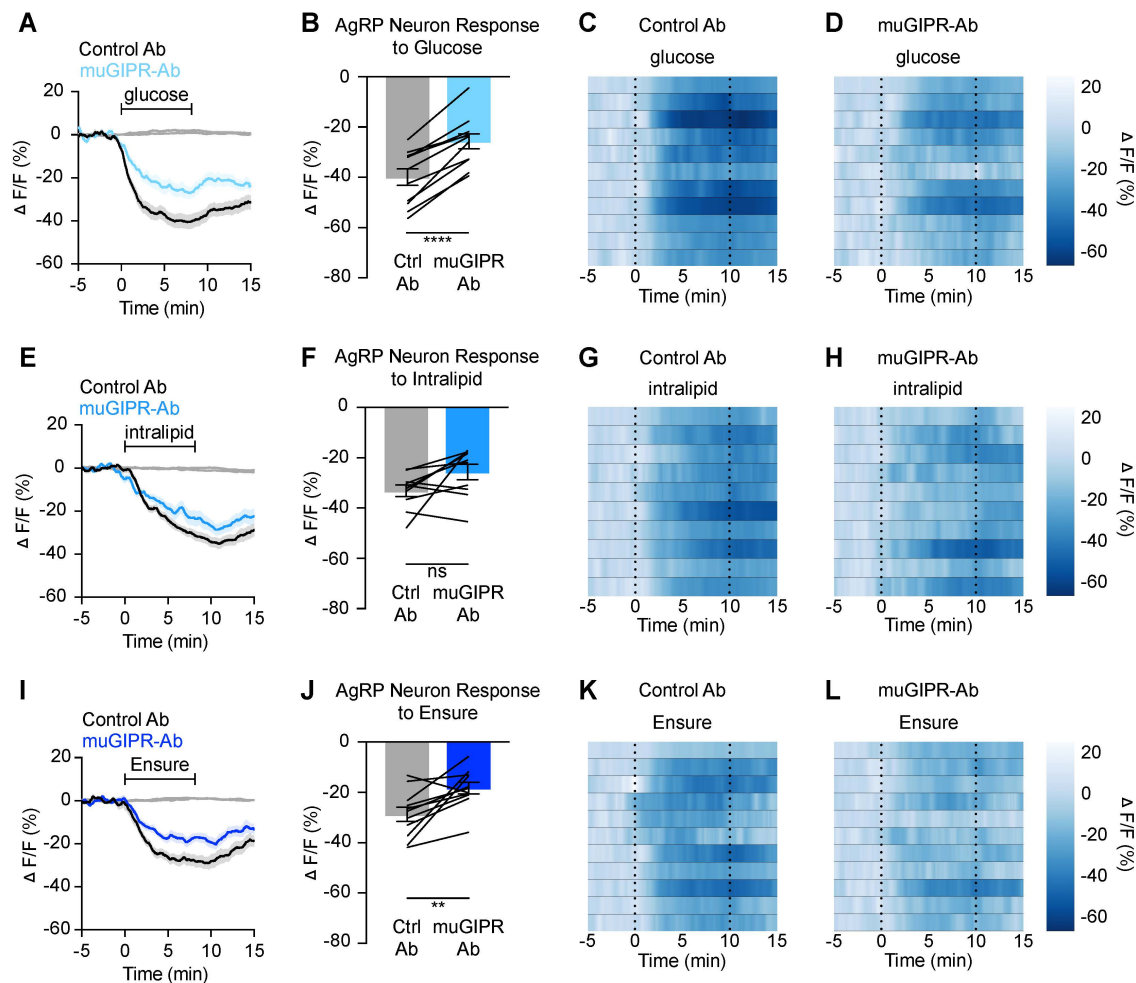 A
Control Ab
muGIPR-Ab
glucose
20
0
-20
-40
-60
Δ F/F (%)
-5 0 5 10 15
Time (min)
B
AgRP Neuron Response
to Glucose
0
-20
-40
-60
-80
Δ F/F (%)
****
Ctrl muGIPR
Ab Ab
C
Control Ab
glucose
-5 0 5 10 15
Time (min)
D
muGIPR-Ab
glucose
-5 0 5 10 15
Time (min)
20
0
-20
-40
-60
Δ F/F (%)
E
Control Ab
muGIPR-Ab
intralipid
20
0
-20
-40
-60
Δ F/F (%)
-5 0 5 10 15
Time (min)
F
AgRP Neuron Response
to Intralipid
0
-20
-40
-60
-80
Δ F/F (%)
ns
Ctrl muGIPR
Ab Ab
G
Control Ab
intralipid
-5 0 5 10 15
Time (min)
H
muGIPR-Ab
intralipid
-5 0 5 10 15
Time (min)
20
0
-20
-40
-60
Δ F/F (%)
I
Control Ab
muGIPR-Ab
Ensure
20
0
-20
-40
-60
Δ F/F (%)
-5 0 5 10 15
Time (min)
J
AgRP Neuron Response
to Ensure
0
-20
-40
-60
-80
Δ F/F (%)
**
Ctrl muGIPR
Ab Ab
K
Control Ab
Ensure
-5 0 5 10 15
Time (min)
L
muGIPR-Ab
Ensure
-5 0 5 10 15
Time (min)
20
0
-20
-40
-60
Δ F/F (%)